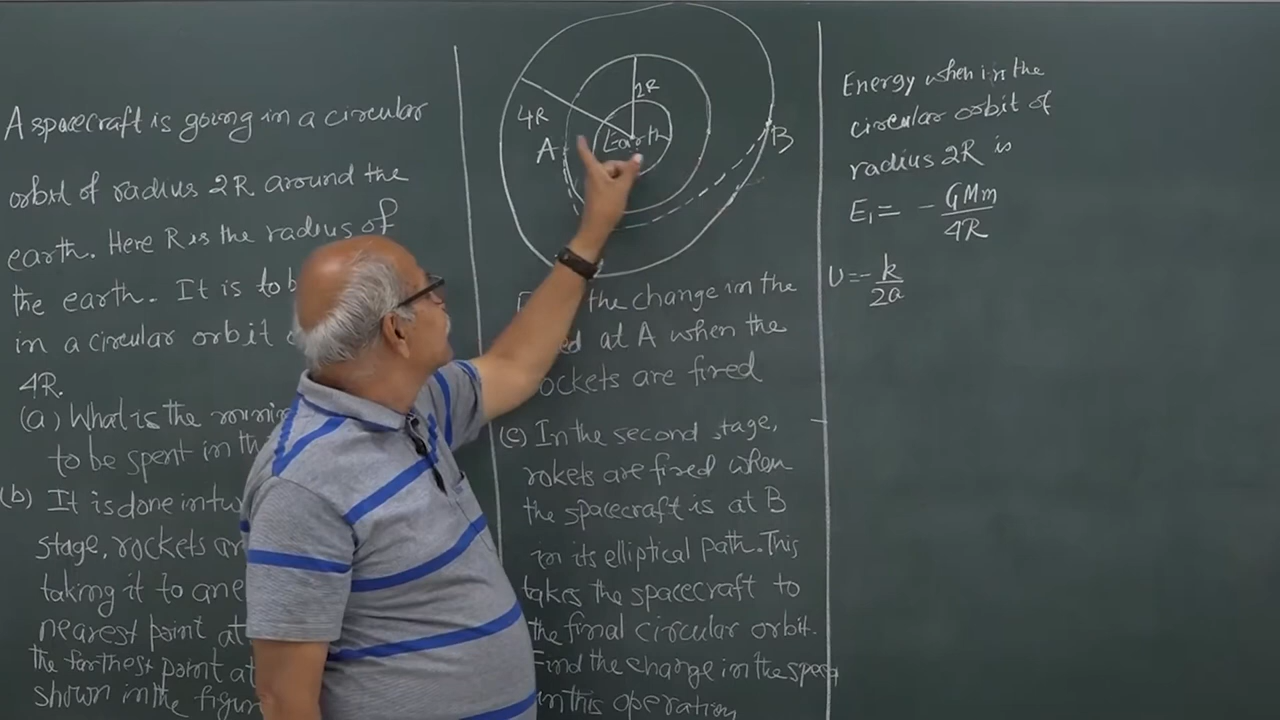 A spacecraft is going in a circular
orbit of radius 2R around the
earth. Here R is the radius of
the earth. It is to b
in a circular orbit
4R.
(a) What is the
to be spent in
(b) It is done in
stage, rockets
taking it to
nearest point at
the farthest point at
shown in the
4R
2R
Earth
A
B
the change in the
at A when the
rockets are fired
(c) In the second stage,
rokets are fired when
the spacecraft is at B
in its elliptical path. This
takes the spacecraft to
the final circular orbit.
Find the change in the speed
in this operation
Energy when in the
circular orbit of
radius 2R is
E₁ = - GMm/4R
U = - k/2a